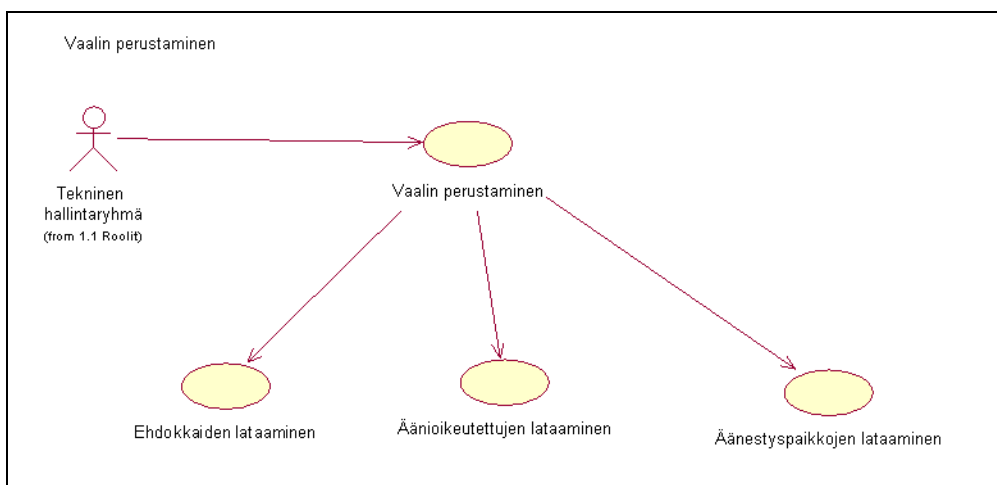 Vaalin perustaminen
Tekninen
hallintaryhmä
(from 1.1 Roolit)
Vaalin perustaminen
Ehdokkaiden lataaminen
Äänioikeutettujen lataaminen
Äänestyspaikkojen lataaminen